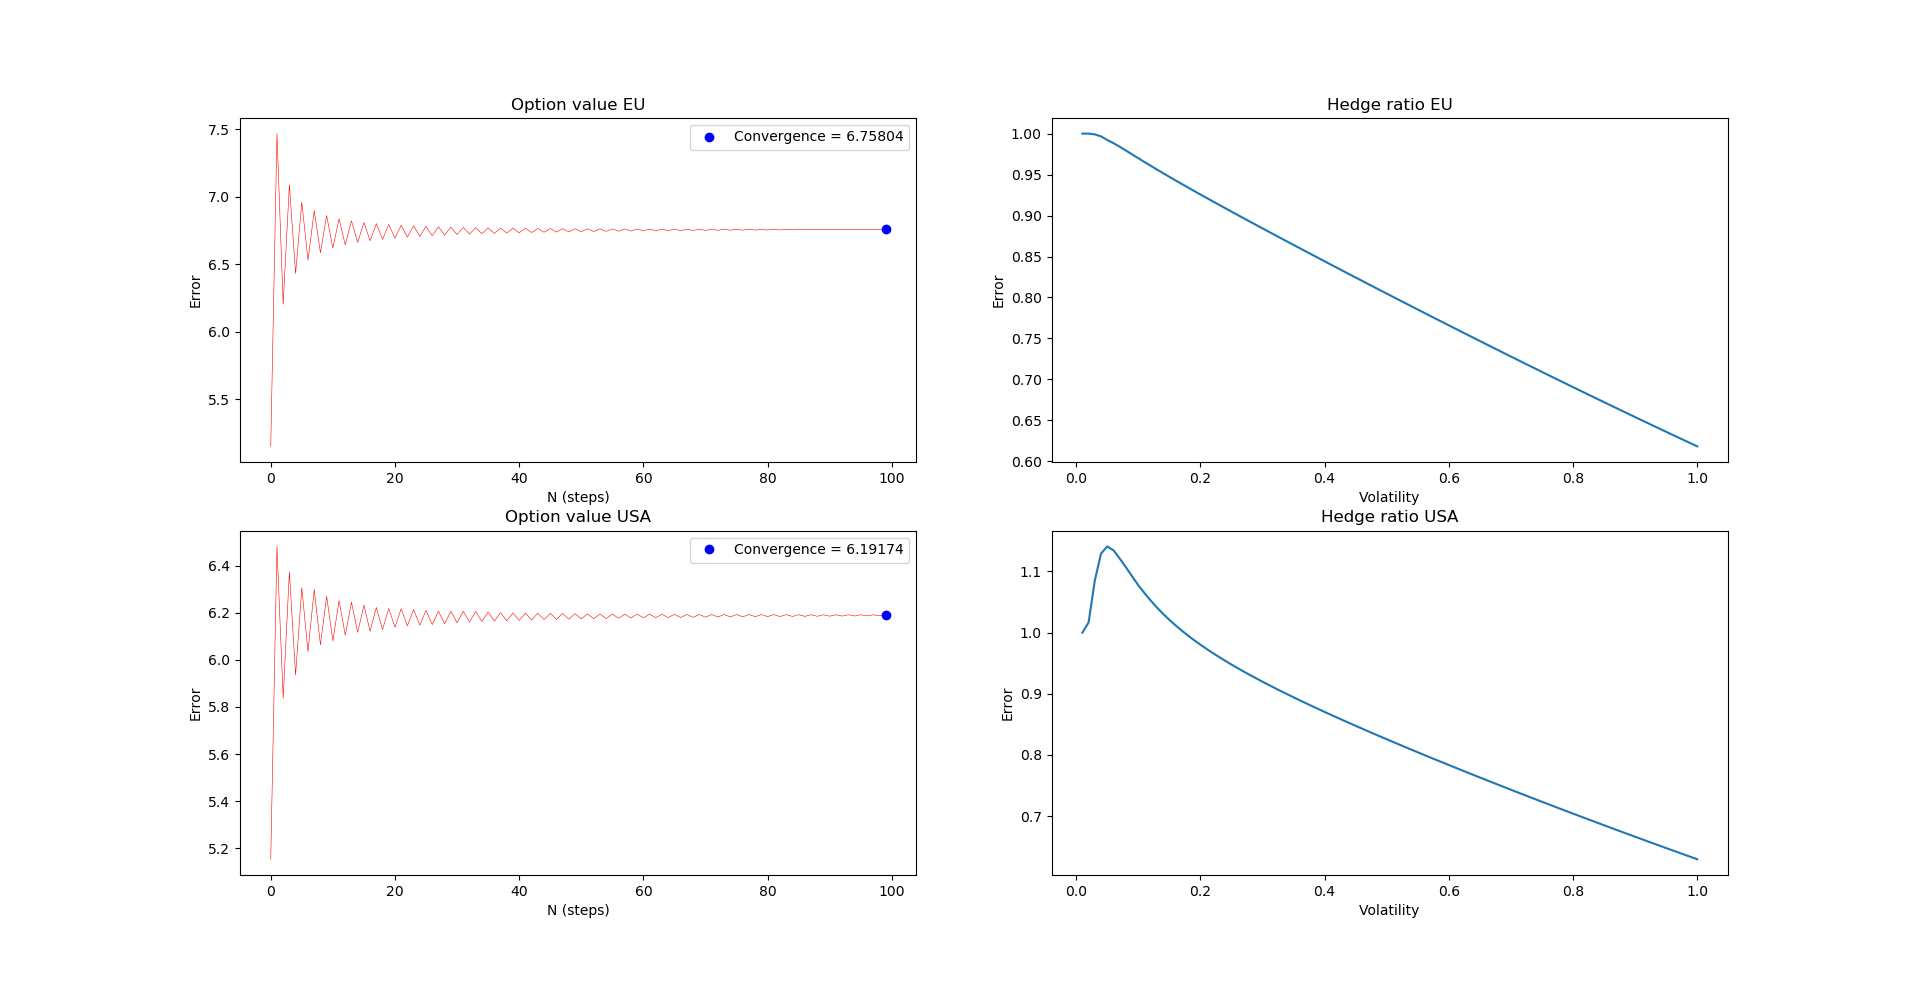 Option value EU
7.5
7.0
6.5
6.0
5.5
Error
0 20 40 60 80 100
N (steps)
Convergence = 6.75804
Hedge ratio EU
1.00
0.95
0.90
0.85
0.80
0.75
0.70
0.65
0.60
Error
0.0 0.2 0.4 0.6 0.8 1.0
Volatility
Option value USA
6.4
6.2
6.0
5.8
5.6
5.4
5.2
Error
0 20 40 60 80 100
N (steps)
Convergence = 6.19174
Hedge ratio USA
1.1
1.0
0.9
0.8
0.7
Error
0.0 0.2 0.4 0.6 0.8 1.0
Volatility